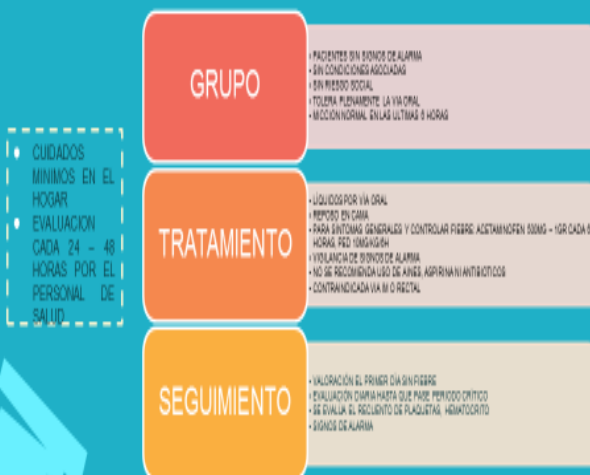 • CUIDADOS
MINIMOS EN EL
HOGAR
• EVALUACION
CADA 24 – 48
HORAS POR EL
PERSONAL DE
SALUD
GRUPO
• PACIENTES SIN SIGNOS DE ALARMA
• SIN CONDICIONES ASOCIADAS
• SIN RIESGO SOCIAL
• TOLERA PLENAMENTE LA VIA ORAL
• MICCION NORMAL EN LAS ULTIMAS 6 HORAS
TRATAMIENTO
• LÍQUIDOS POR VÍA ORAL
• REPOSO EN CAMA
• PARA SINTOMAS GENERALES Y CONTROLAR FIEBRE: ACETAMINOFEN 500MG – 1GR CADA 6
HORAS, PED 10MG/KG/6H
• VIGILANCIA DE SIGNOS DE ALARMA
• NO SE RECOMIENDA USO DE AINES, ASPIRINA NI ANTIBIOTICOS
• CONTRAINDICADA VIA IM O RECTAL
SEGUIMIENTO
• VALORACIÓN EL PRIMER DÍA SIN FIEBRE
• EVALUACIÓN DIARIA HASTA QUE PASE PERIODO CRÍTICO
• SE EVALUA EL RECUENTO DE PLAQUETAS, HEMATOCRITO
• SIGNOS DE ALARMA